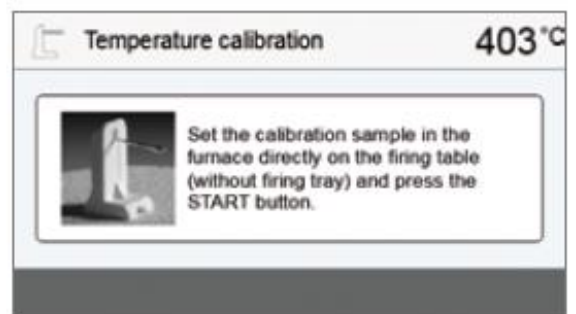 Temperature calibration
403°C
Set the calibration sample in the
furnace directly on the firing table
(without firing tray) and press the
START button.